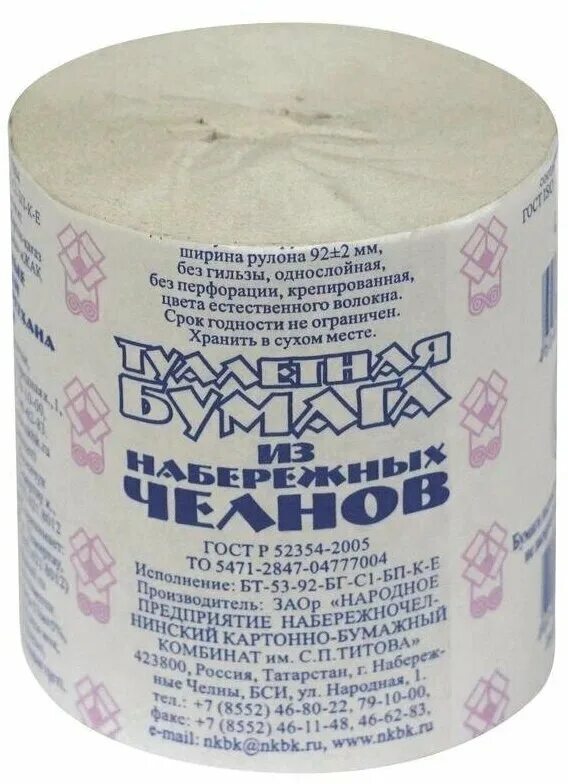 ширина рулона 92±2 мм,
без гильзы, однослойная,
без перфорации, крепированная,
цвета естественного волокна.
Срок годности не ограничен.
Хранить в сухом месте.
ТУАЛЕТНАЯ
БУМАГА
ИЗ
НАБЕРЕЖНЫХ
ЧЕЛНОВ
ГОСТ Р 52354-2005
ТО 5471-2847-04777004
Исполнение: БТ-53-92-БГ-С1-БП-К-Е
Производитель: ЗАОр «НАРОДНОЕ
ПРЕДПРИЯТИЕ НАБЕРЕЖНОЧЕЛ-
НИНСКИЙ КАРТОННО-БУМАЖНЫЙ
КОМБИНАТ им. С.П.ТИТОВА»
423800, Россия, Татарстан, г. Набереж-
ные Челны, БСИ, ул. Народная, 1.
тел.: +7 (8552) 46-80-22, 79-10-00,
факс: +7 (8552) 46-11-48, 46-62-83,
e-mail: nkbk@nkbk.ru, www.nkbk.ru
ГОСТ ISO
Бумага